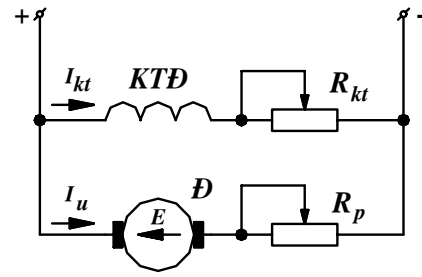 + -
I_kt KTĐ R_kt
I_u E Đ R_p